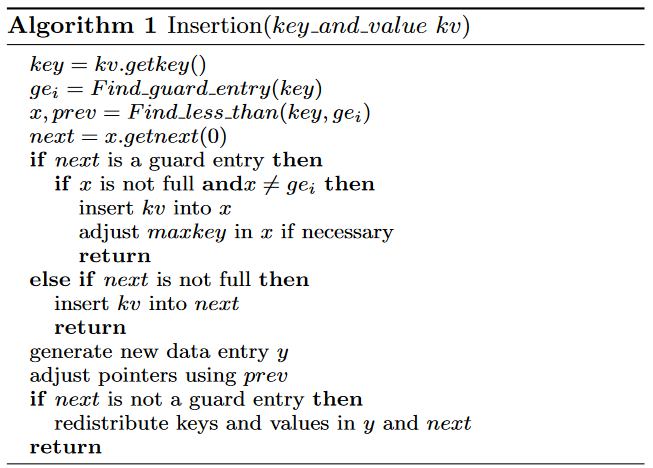 Algorithm 1 Insertion(key_and_value kv)
key = kv.getkey()
ge_i = Find_guard_entry(key)
x, prev = Find_less_than(key, ge_i)
next = x.getnext(0)
if next is a guard entry then
if x is not full andx ≠ ge_i then
insert kv into x
adjust maxkey in x if necessary
return
else if next is not full then
insert kv into next
return
generate new data entry y
adjust pointers using prev
if next is not a guard entry then
redistribute keys and values in y and next
return